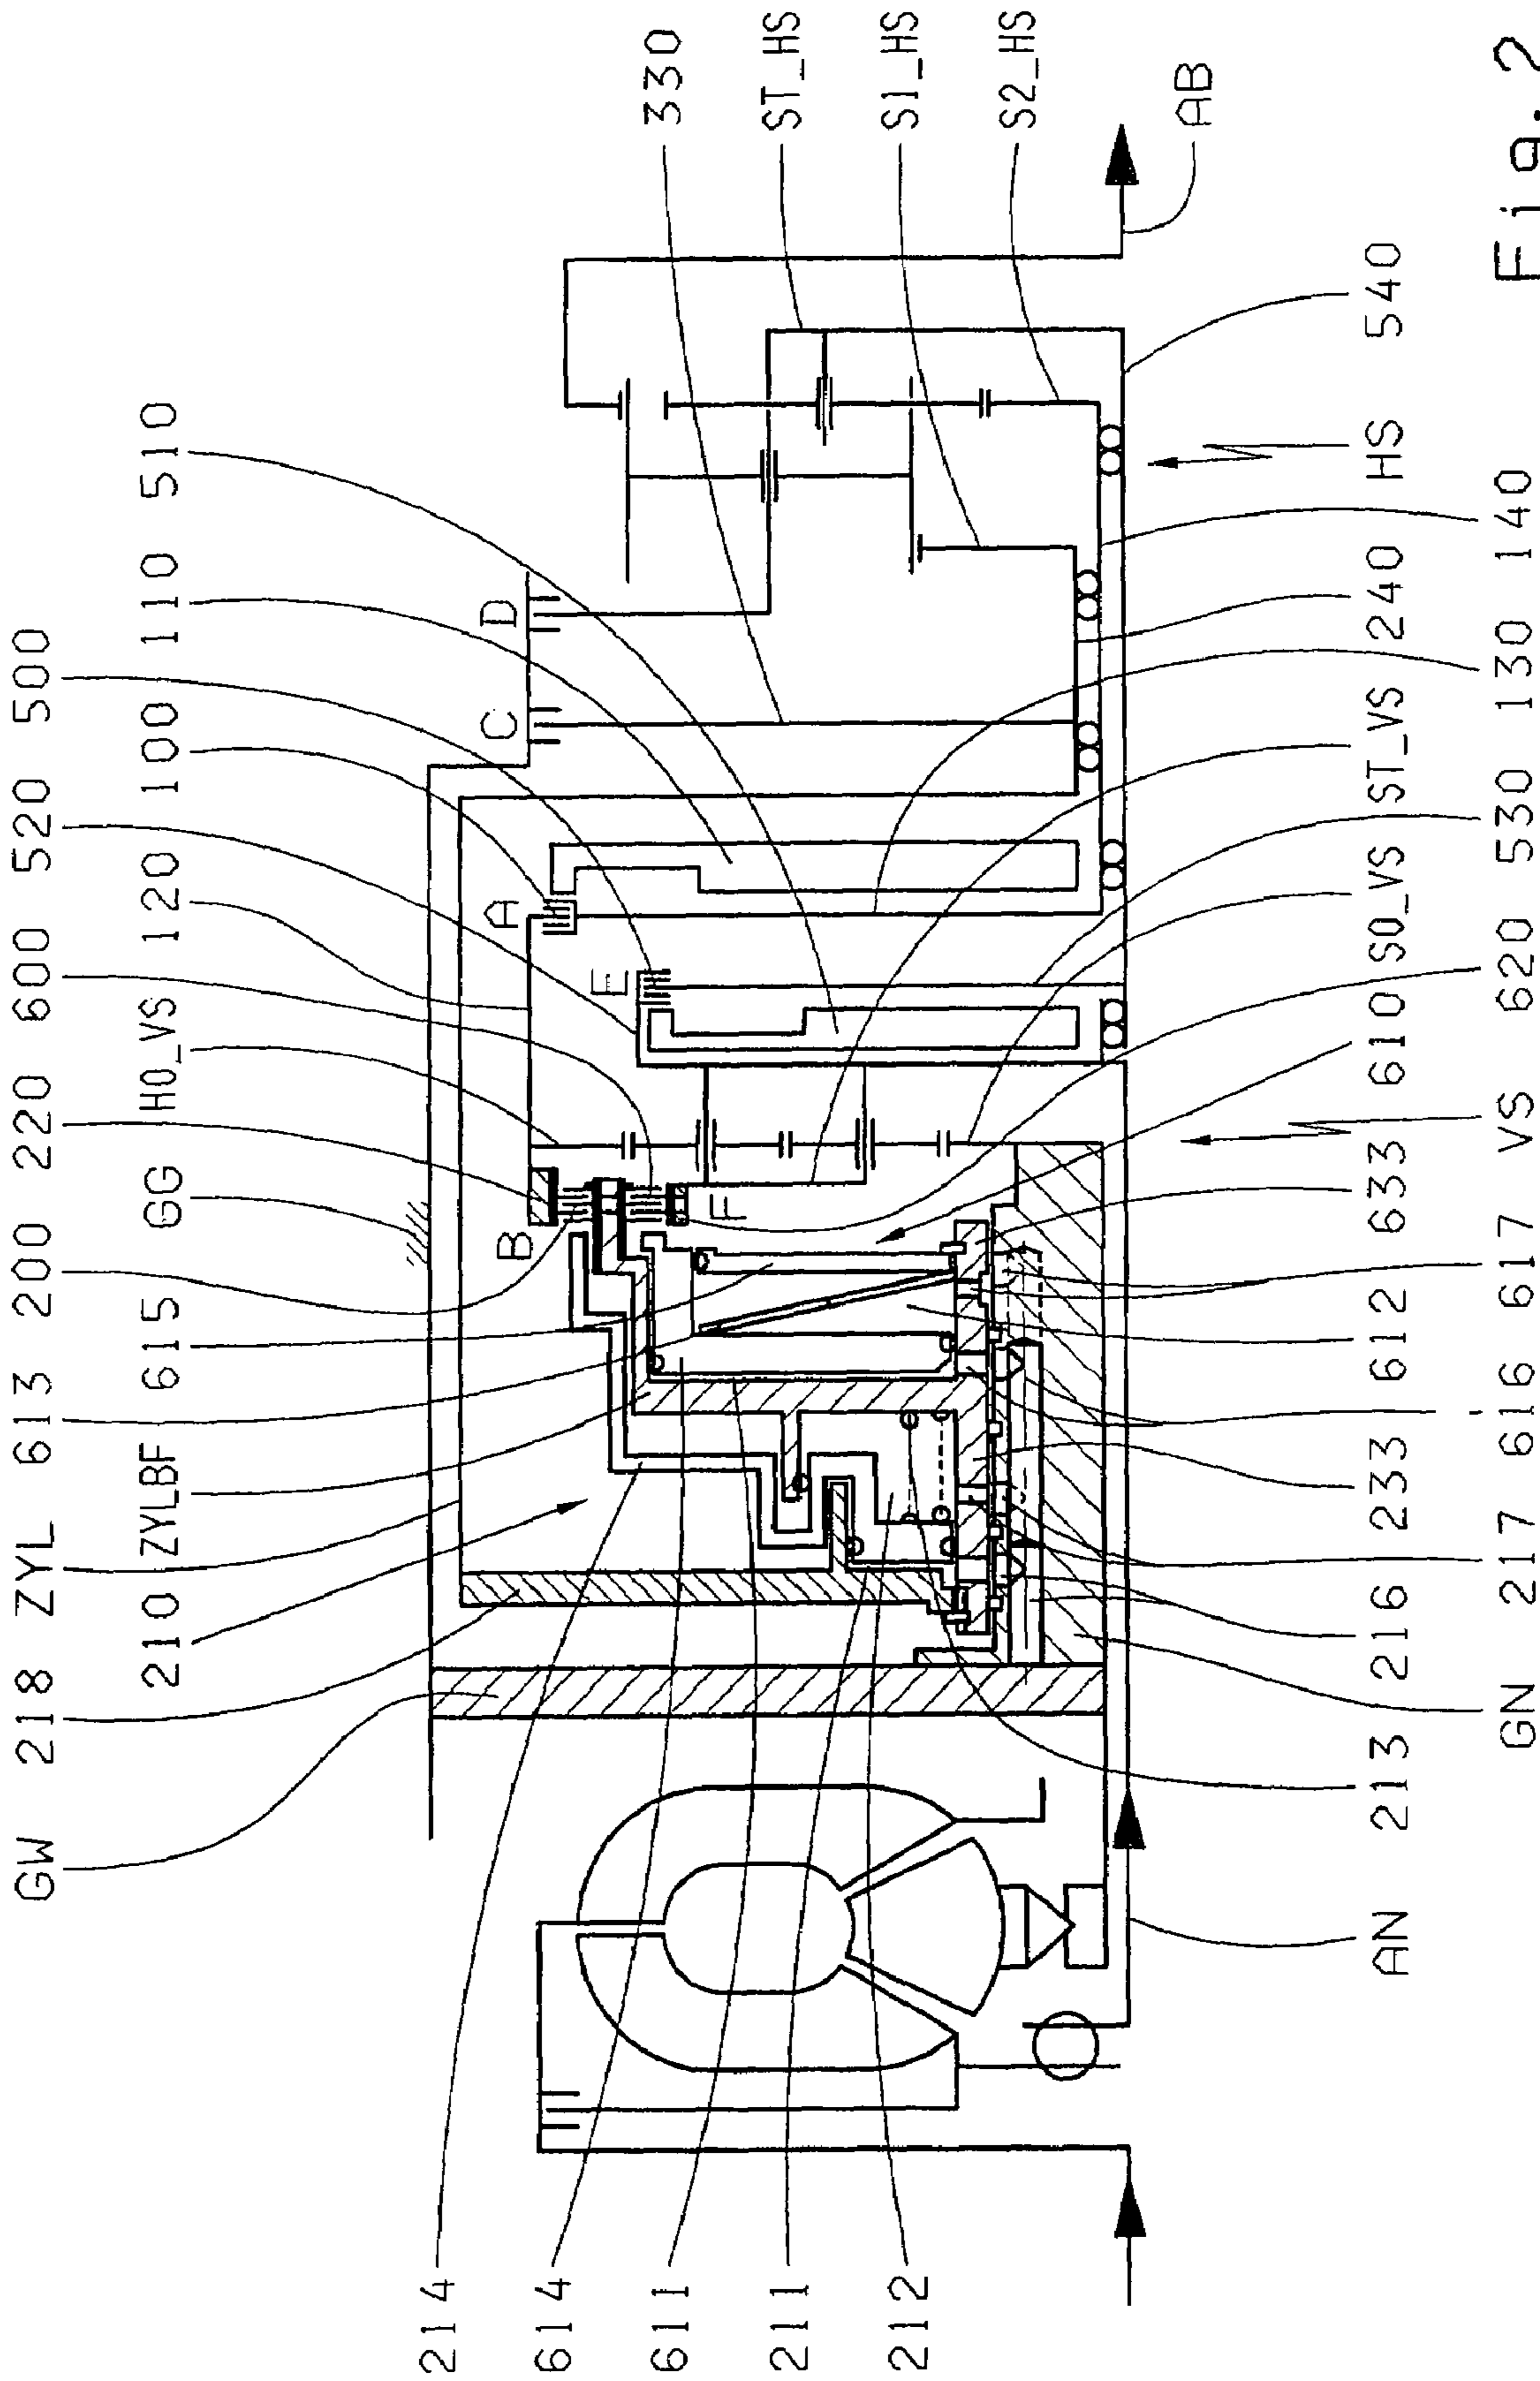 GW 218 ZYL 613 200 220 600 520 500
210 ZYLBF 615 GG HO_VS 120 100 110 510
B F E A C D
330
ST_HS
S1_HS
S2_HS
AB
214
614
611
211
212
AN 213 216 233 612 633 610 SO_VS ST_VS 240 HS 540
GN 217 616 617 VS 620 530 130 140
Fig. 2